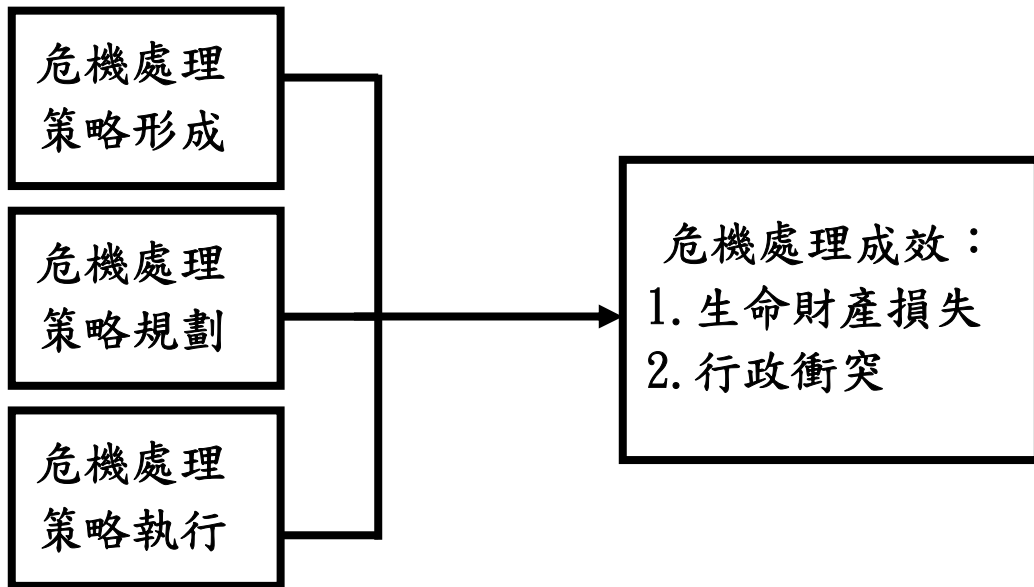 危機處理
策略形成
危機處理
策略規劃
危機處理
策略執行
危機處理成效：
1.生命財產損失
2.行政衝突